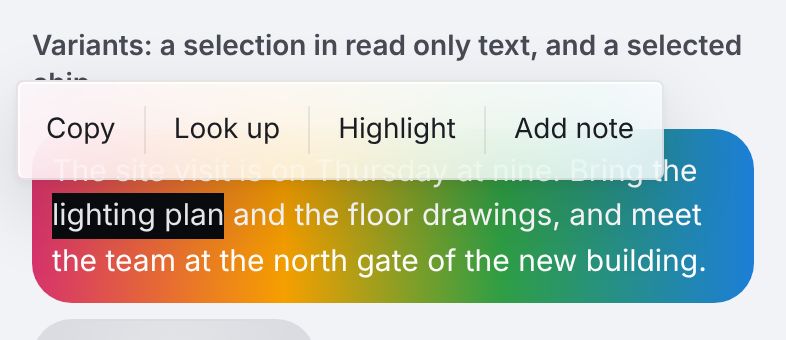 Variants: a selection in read only text, and a selected
chip
Copy Look up Highlight Add note
The site visit is on Thursday at nine. Bring the
lighting plan and the floor drawings, and meet
the team at the north gate of the new building.